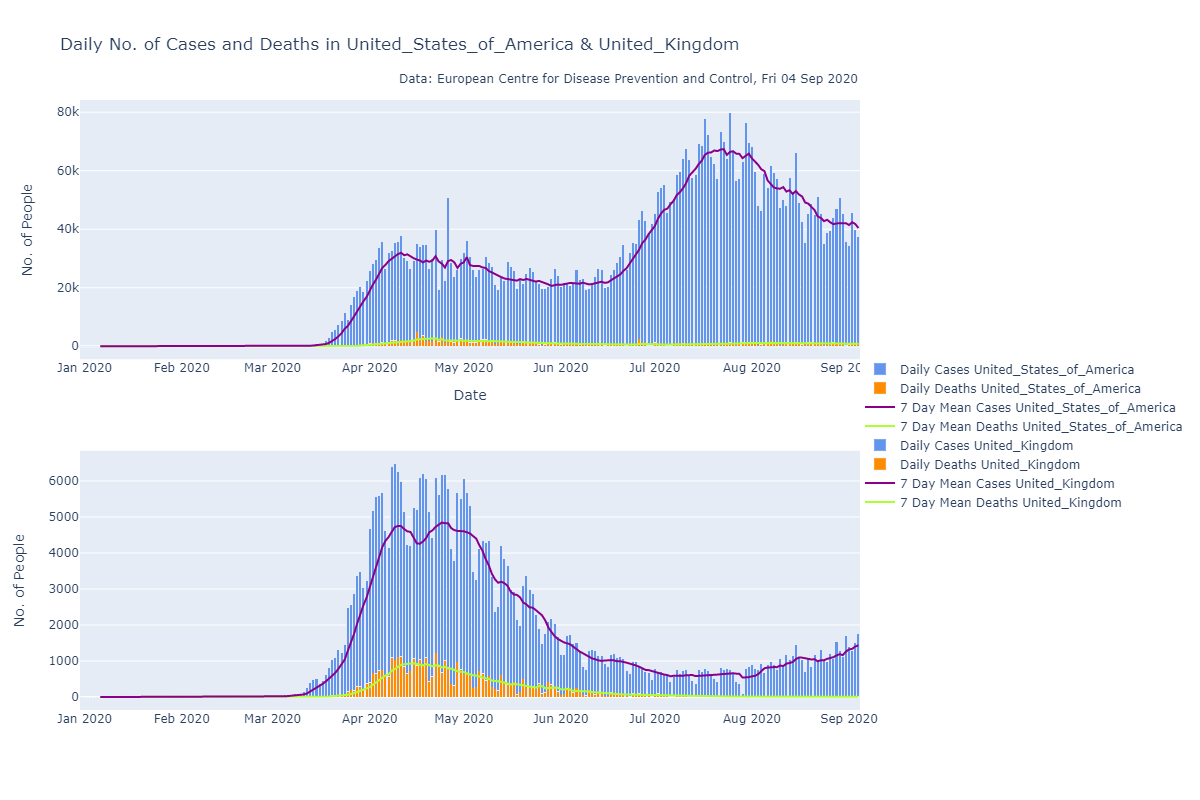 Daily No. of Cases and Deaths in United_States_of_America & United_Kingdom
Data: European Centre for Disease Prevention and Control, Fri 04 Sep 2020
No. of People
80k
60k
40k
20k
0
Jan 2020 Feb 2020 Mar 2020 Apr 2020 May 2020 Jun 2020 Jul 2020 Aug 2020 Sep 202
Date
Daily Cases United_States_of_America
Daily Deaths United_States_of_America
7 Day Mean Cases United_States_of_America
7 Day Mean Deaths United_States_of_America
Daily Cases United_Kingdom
Daily Deaths United_Kingdom
7 Day Mean Cases United_Kingdom
7 Day Mean Deaths United_Kingdom
No. of People
6000
5000
4000
3000
2000
1000
0
Jan 2020 Feb 2020 Mar 2020 Apr 2020 May 2020 Jun 2020 Jul 2020 Aug 2020 Sep 2020